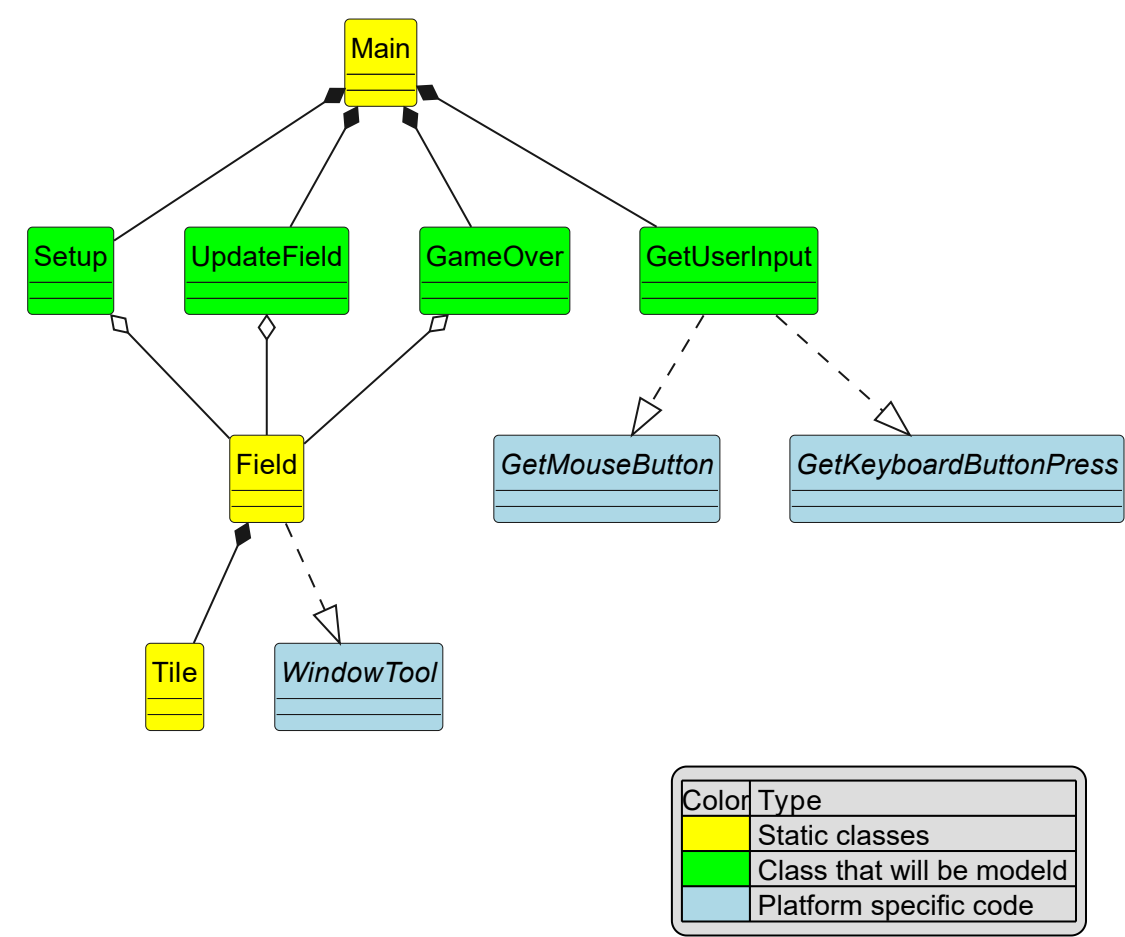 Main
Setup
UpdateField
GameOver
GetUserInput
Field
GetMouseButton
GetKeyboardButtonPress
Tile
WindowTool
Color Type
Static classes
Class that will be modeld
Platform specific code